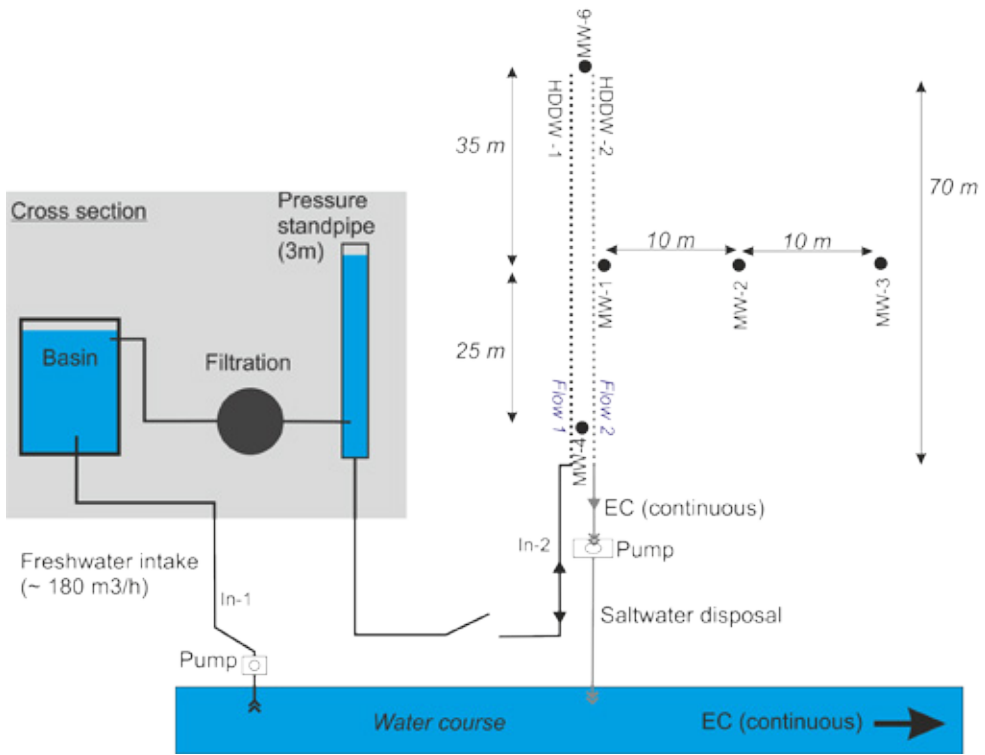 Cross section
Pressure
standpipe
(3m)
Basin
Filtration
Freshwater intake
(~ 180 m3/h)
In-1
Pump
In-2
35 m
25 m
MW-6
HDDW -1
HDDW -2
10 m
10 m
70 m
MW-1
MW-2
MW-3
Flow 1
Flow 2
MW-4
EC (continuous)
Pump
Saltwater disposal
Water course
EC (continuous)